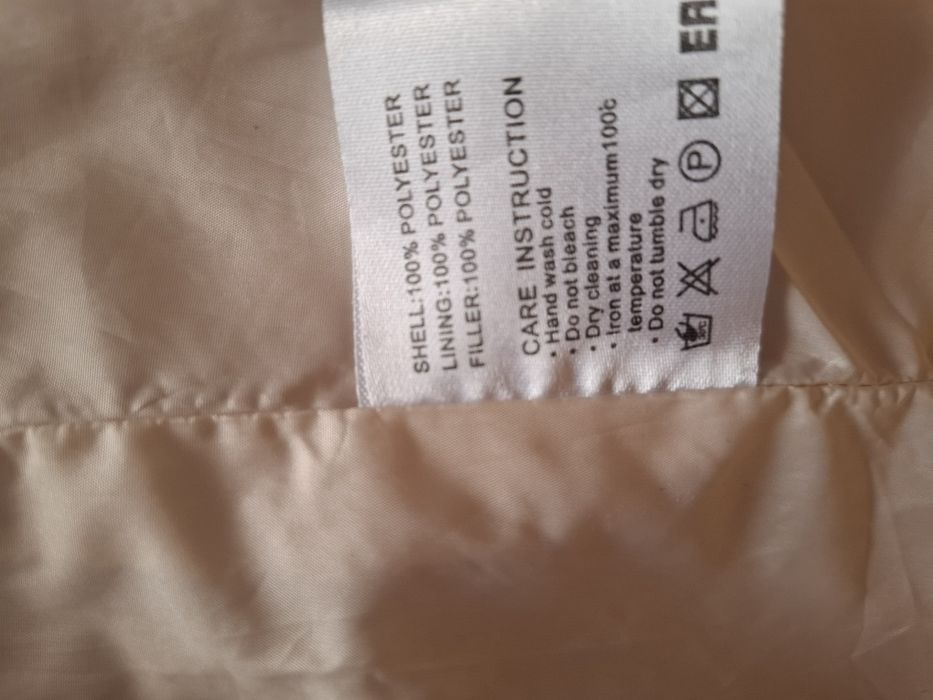 SHELL:100% POLYESTER
LINING:100% POLYESTER
FILLER:100% POLYESTER
CARE INSTRUCTION
• Hand wash cold
• Do not bleach
• Dry cleaning
• Iron at a maximum100℃
temperature
• Do not tumble dry
P